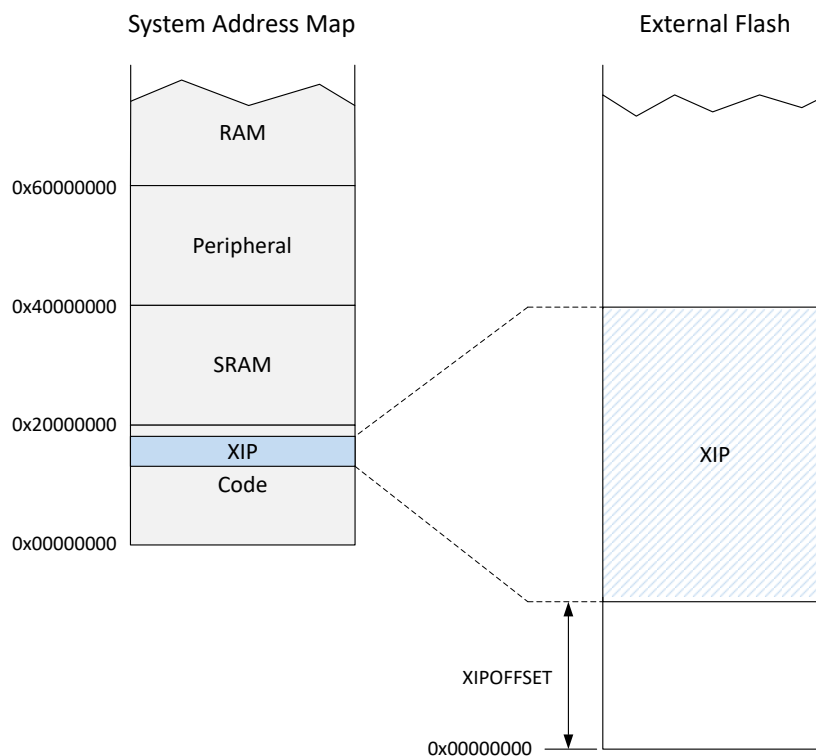 System Address Map
External Flash
RAM
0x60000000
Peripheral
0x40000000
SRAM
0x20000000
XIP
XIP
Code
0x00000000
XIPOFFSET
0x00000000